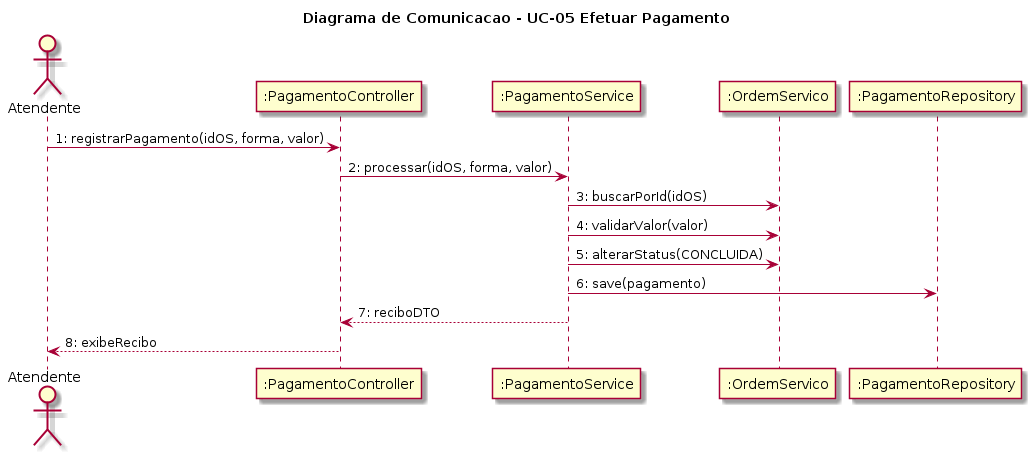 Diagrama de Comunicacao - UC-05 Efetuar Pagamento
Atendente
:PagamentoController
:PagamentoService
:OrdemServico
:PagamentoRepository
1: registrarPagamento(idOS, forma, valor)
2: processar(idOS, forma, valor)
3: buscarPorId(idOS)
4: validarValor(valor)
5: alterarStatus(CONCLUIDA)
6: save(pagamento)
7: reciboDTO
8: exibeRecibo
Atendente
:PagamentoController
:PagamentoService
:OrdemServico
:PagamentoRepository